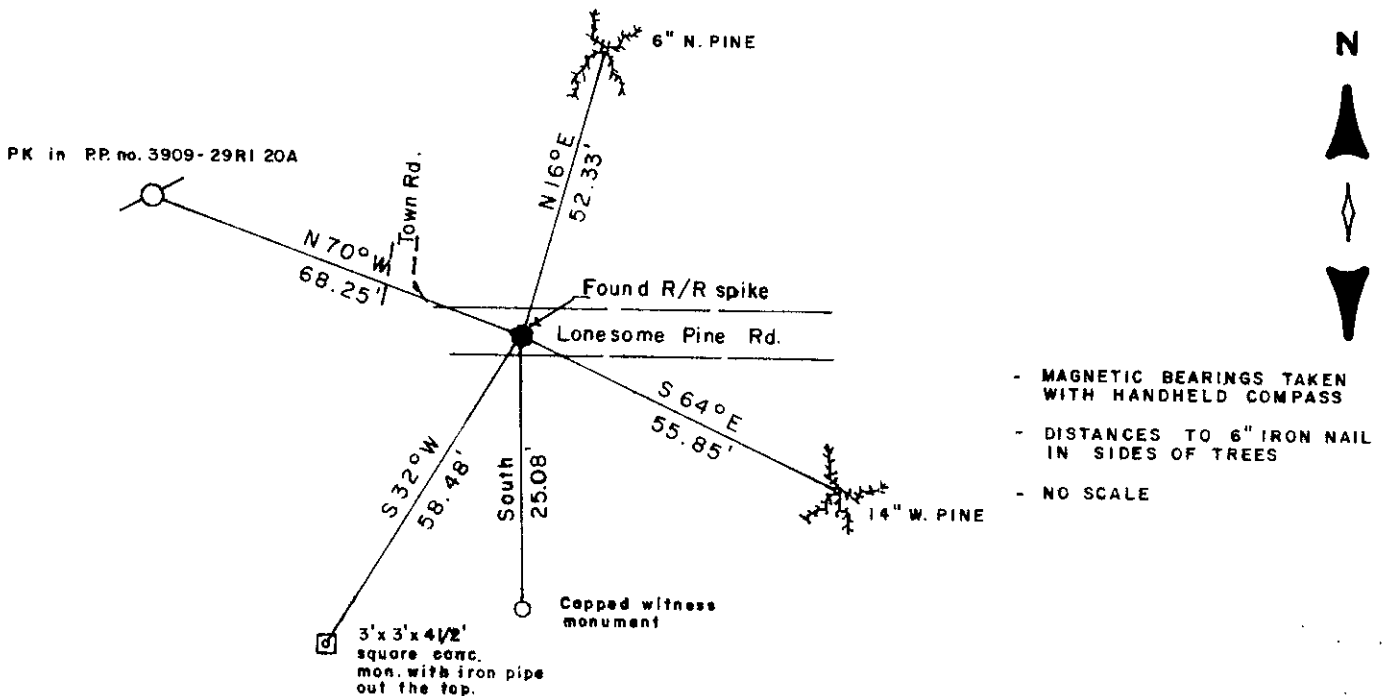 6" N. PINE
N
PK in P.P. no. 3909-29R1 20A
Town Rd.
N 16° E
52.33'
N 70° W
68.25'
Found R/R spike
Lonesome Pine Rd.
- MAGNETIC BEARINGS TAKEN
WITH HANDHELD COMPASS
S 64° E
55.85'
- DISTANCES TO 6" IRON NAIL
IN SIDES OF TREES
S 32° W
58.48'
South
25.08'
- NO SCALE
14" W. PINE
Capped witness
monument
3' x 3' x 4 1/2'
square conc.
mon. with iron pipe
out the top.